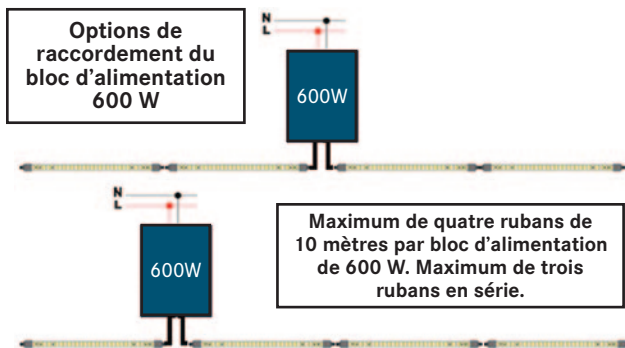 Options de
raccordement du
bloc d'alimentation
600 W
N
L
600W
N
L
600W
Maximum de quatre rubans de
10 mètres par bloc d'alimentation
de 600 W. Maximum de trois
rubans en série.